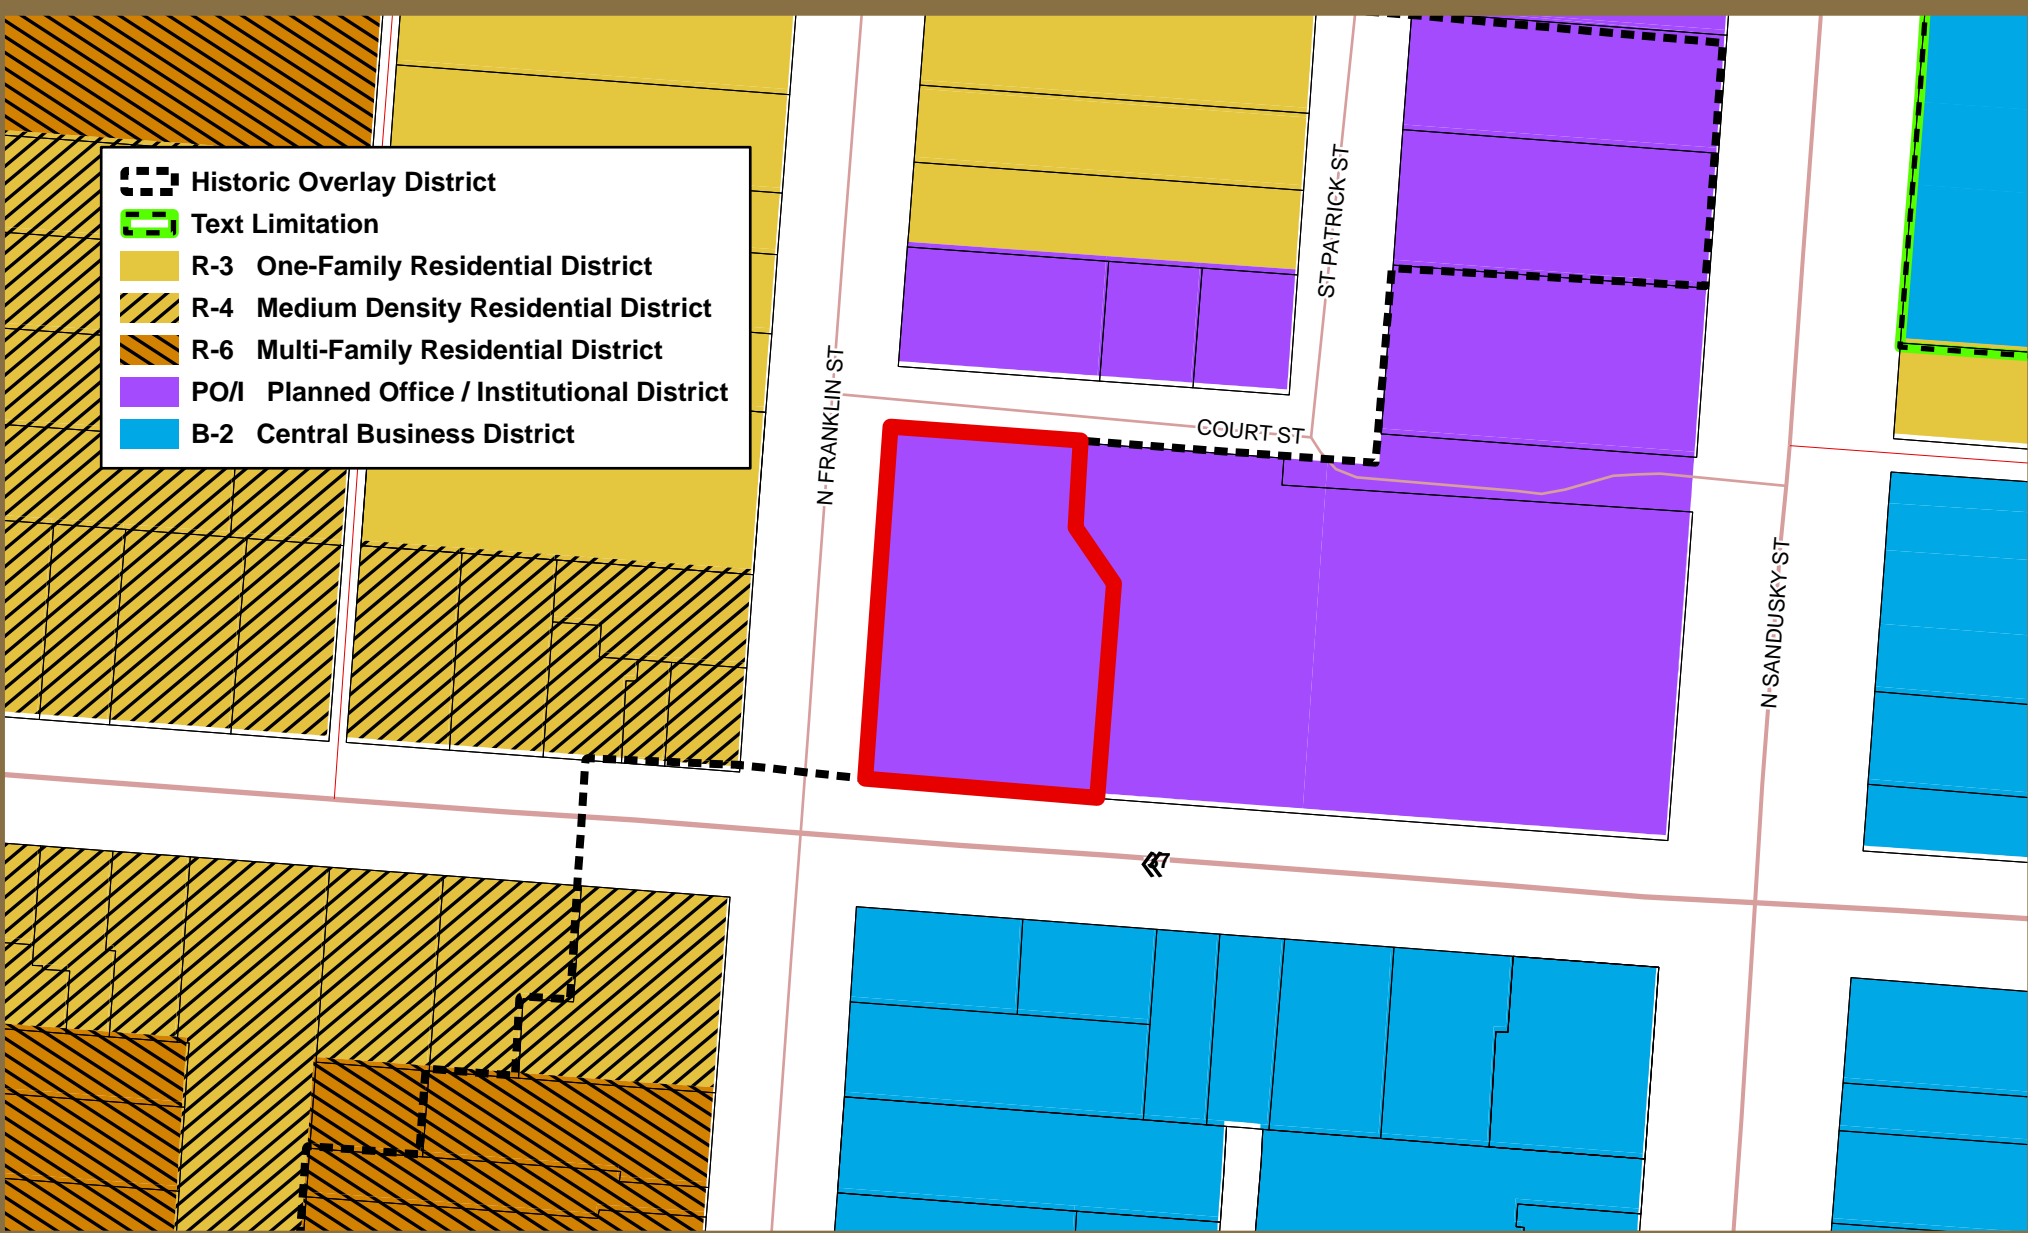 Historic Overlay District
Text Limitation
R-3 One-Family Residential District
R-4 Medium Density Residential District
R-6 Multi-Family Residential District
PO/I Planned Office / Institutional District
B-2 Central Business District
ST PATRICK ST
N FRANKLIN ST
COURT ST
N SANDUSKY ST